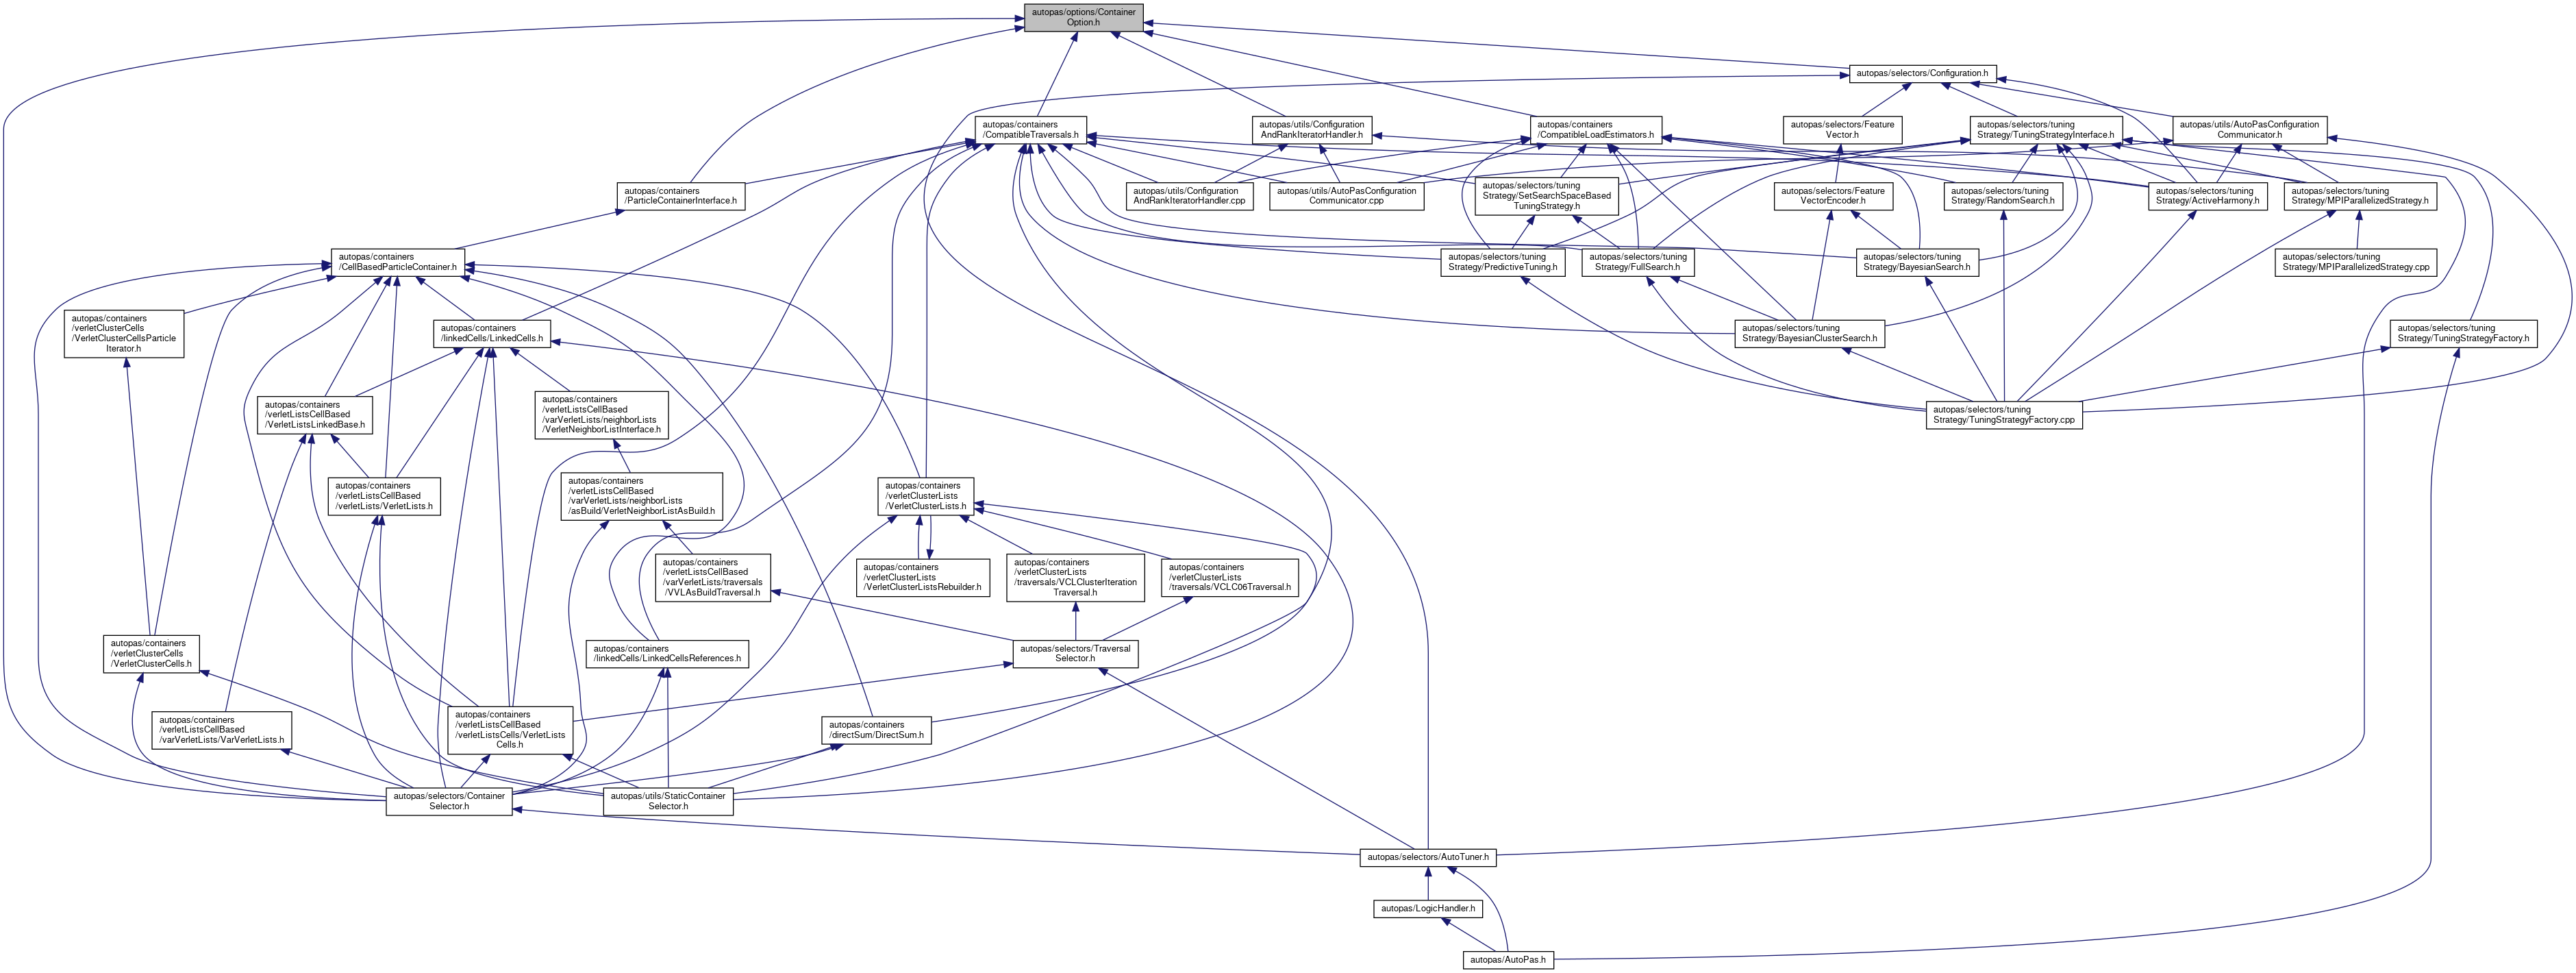 autopas/options/Container
Option.h
autopas/selectors/Configuration.h
autopas/containers
/CompatibleTraversals.h
autopas/utils/Configuration
AndRankIteratorHandler.h
autopas/containers
/CompatibleLoadEstimators.h
autopas/selectors/Feature
Vector.h
autopas/selectors/tuning
Strategy/TuningStrategyInterface.h
autopas/utils/AutoPasConfiguration
Communicator.h
autopas/containers
/ParticleContainerInterface.h
autopas/utils/Configuration
AndRankIteratorHandler.cpp
autopas/utils/AutoPasConfiguration
Communicator.cpp
autopas/selectors/tuning
Strategy/SetSearchSpaceBased
TuningStrategy.h
autopas/selectors/Feature
VectorEncoder.h
autopas/selectors/tuning
Strategy/RandomSearch.h
autopas/selectors/tuning
Strategy/ActiveHarmony.h
autopas/selectors/tuning
Strategy/MPIParallelizedStrategy.h
autopas/containers
/CellBasedParticleContainer.h
autopas/selectors/tuning
Strategy/PredictiveTuning.h
autopas/selectors/tuning
Strategy/FullSearch.h
autopas/selectors/tuning
Strategy/BayesianSearch.h
autopas/selectors/tuning
Strategy/MPIParallelizedStrategy.cpp
autopas/containers
/verletClusterCells
/VerletClusterCellsParticle
Iterator.h
autopas/containers
/linkedCells/LinkedCells.h
autopas/selectors/tuning
Strategy/BayesianClusterSearch.h
autopas/selectors/tuning
Strategy/TuningStrategyFactory.h
autopas/containers
/verletListsCellBased
/VerletListsLinkedBase.h
autopas/containers
/verletListsCellBased
/varVerletLists/neighborLists
/VerletNeighborListInterface.h
autopas/selectors/tuning
Strategy/TuningStrategyFactory.cpp
autopas/containers
/verletListsCellBased
/verletLists/VerletLists.h
autopas/containers
/verletListsCellBased
/varVerletLists/neighborLists
/asBuild/VerletNeighborListAsBuild.h
autopas/containers
/verletClusterLists
/VerletClusterLists.h
autopas/containers
/verletListsCellBased
/varVerletLists/traversals
/VVLAsBuildTraversal.h
autopas/containers
/verletClusterLists
/VerletClusterListsRebuilder.h
autopas/containers
/verletClusterLists
/traversals/VCLClusterIteration
Traversal.h
autopas/containers
/verletClusterLists
/traversals/VCLC06Traversal.h
autopas/containers
/verletClusterCells
/VerletClusterCells.h
autopas/containers
/linkedCells/LinkedCellsReferences.h
autopas/selectors/Traversal
Selector.h
autopas/containers
/verletListsCellBased
/varVerletLists/VarVerletLists.h
autopas/containers
/verletListsCellBased
/verletListsCells/VerletLists
Cells.h
autopas/containers
/directSum/DirectSum.h
autopas/selectors/Container
Selector.h
autopas/utils/StaticContainer
Selector.h
autopas/selectors/AutoTuner.h
autopas/LogicHandler.h
autopas/AutoPas.h